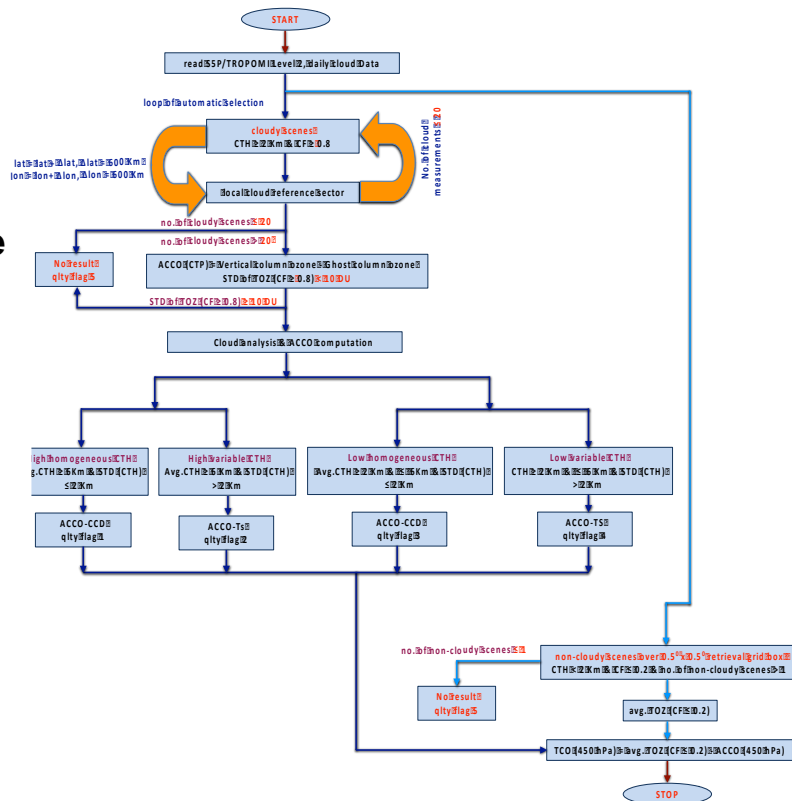 START
read S5P/TROPOMI Level 2, daily cloud Data
loop of automatic selection
cloudy scenes
CTH ≥ 2 Km & CF ≥ 0.8
No. of cloud
measurements ≤ 20
lat = lat + Δlat, Δlat = 500 Km
lon = lon + Δlon, Δlon = 500 Km
local cloud reference sector
no. of cloudy scenes ≤ 20
no. of cloudy scenes > 20
e
No result
qlty flag 5
ACCO (CTP) = Vertical column ozone - Ghost column ozone
STD of TOZ (CF ≥ 0.8) < 10 DU
STD of TOZ (CF ≥ 0.8) ≥ 10 DU
Cloud analysis & ACCO computation
igh homogeneous CTH
g.CTH ≥ 5 Km & STD (CTH)
≤ 2 Km
High variable CTH
Avg.CTH ≥ 5 Km & STD (CTH)
> 2 Km
Low homogeneous CTH
Avg.CTH ≥ 2 Km & ≤ 5 Km & STD (CTH)
≤ 2 Km
Low variable CTH
CTH ≥ 2 Km & ≤ 5 Km & STD (CTH)
> 2 Km
ACCO-CCD
qlty flag 1
ACCO-Ts
qlty flag 2
ACCO-CCD
qlty flag 3
ACCO-TS
qlty flag 4
no. of non-cloudy scenes ≤ 1
non-cloudy scenes over 0.5° x 0.5° retrieval grid box
CTH < 2 Km & CF ≤ 0.2 & no. of non-cloudy scenes > 1
No result
qlty flag 5
avg. TOZ (CF ≤ 0.2)
TCO (450 hPa) = avg. TOZ (CF ≤ 0.2) - ACCO (450 hPa)
STOP